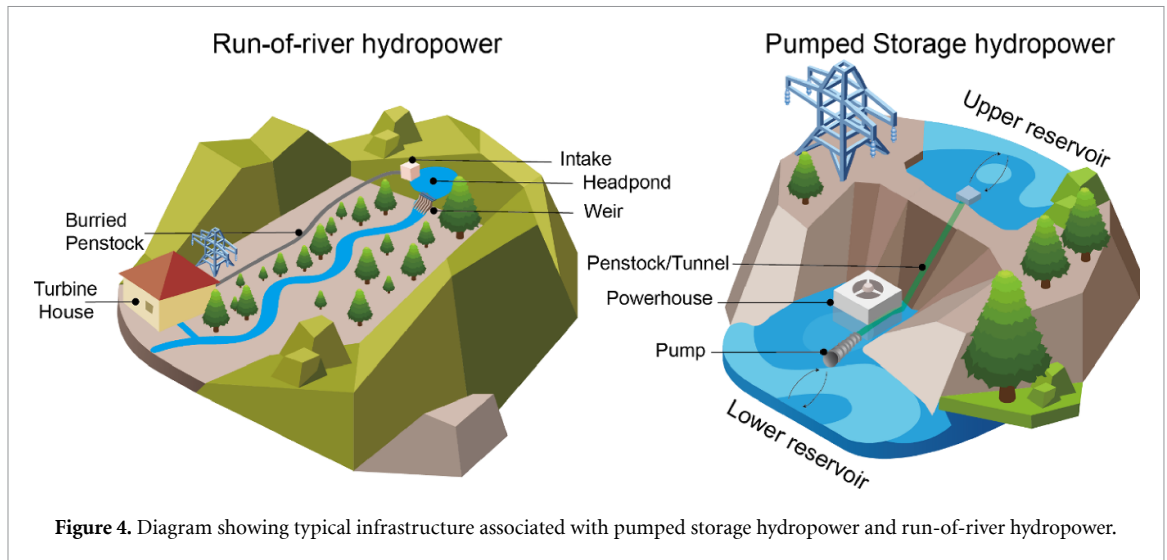 Run-of-river hydropower
Intake
Headpond
Weir
Burried
Penstock
Turbine
House
Pumped Storage hydropower
Upper reservoir
Penstock/Tunnel
Powerhouse
Pump
Lower reservoir
Figure 4. Diagram showing typical infrastructure associated with pumped storage hydropower and run-of-river hydropower.